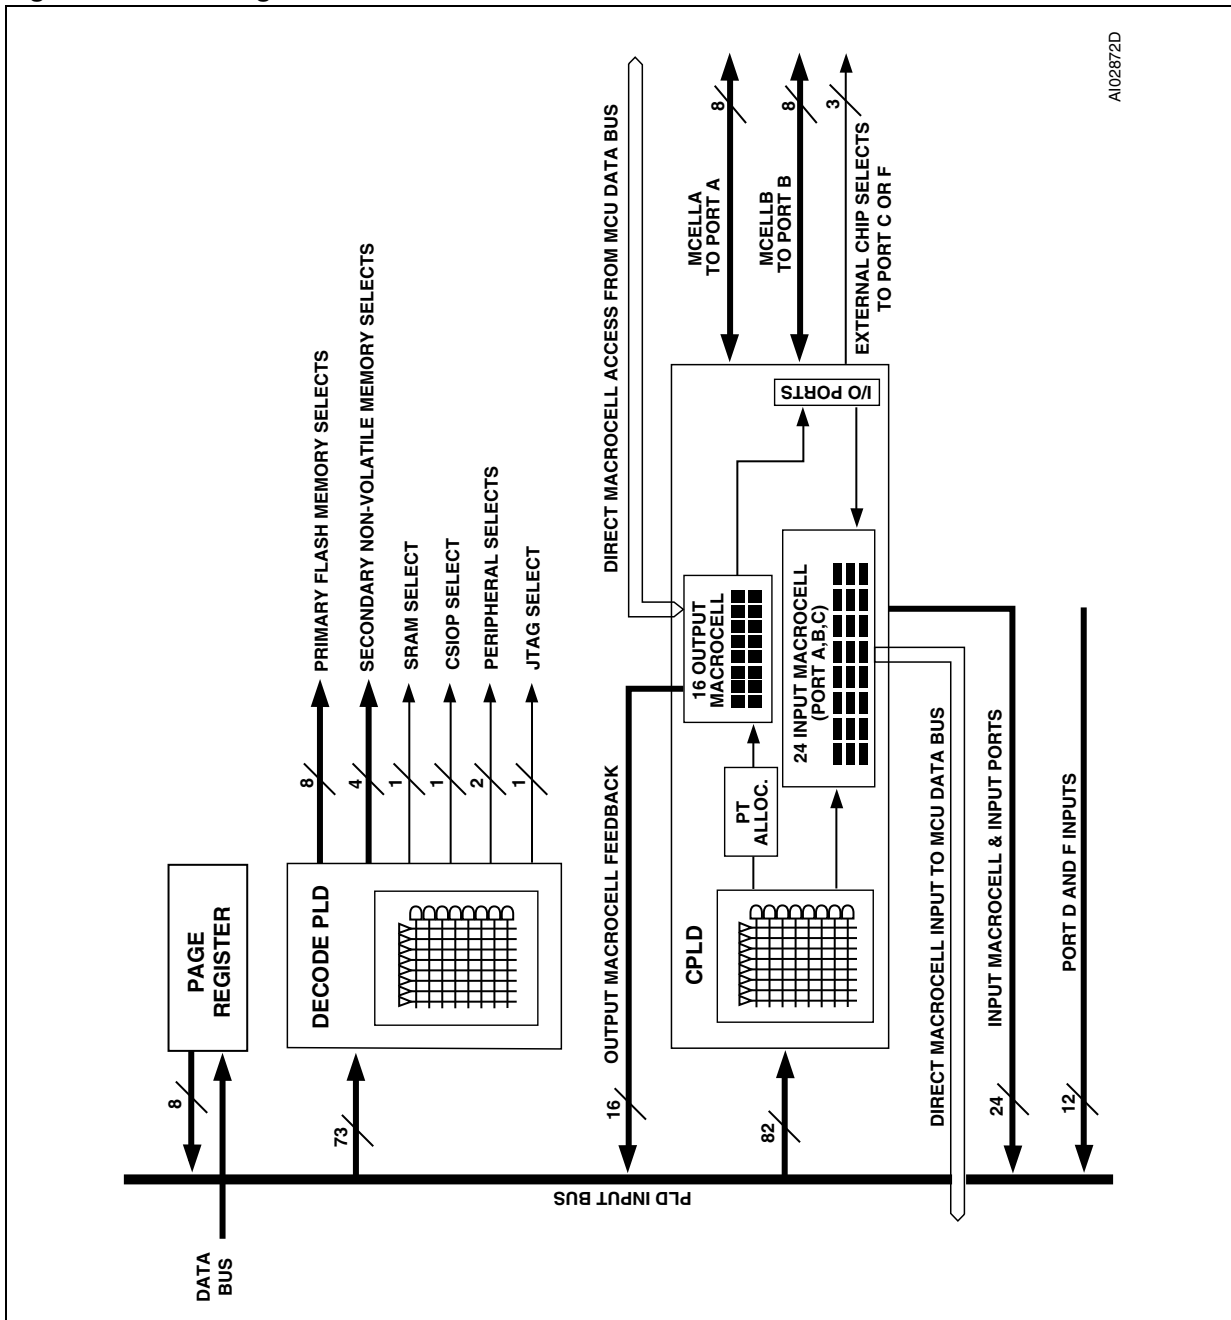 DATA
BUS
8
PAGE
REGISTER
73
DECODE PLD
8
PRIMARY FLASH MEMORY SELECTS
4
SECONDARY NON-VOLATILE MEMORY SELECTS
1
SRAM SELECT
1
CSIOP SELECT
2
PERIPHERAL SELECTS
1
JTAG SELECT
PLD INPUT BUS
16
OUTPUT MACROCELL FEEDBACK
DIRECT MACROCELL ACCESS FROM MCU DATA BUS
82
CPLD
PT
ALLOC.
16 OUTPUT
MACROCELL
24 INPUT MACROCELL
(PORT A,B,C)
I/O PORTS
MCELLA
TO PORT A
8
MCELLB
TO PORT B
8
EXTERNAL CHIP SELECTS
TO PORT C OR F
3
DIRECT MACROCELL INPUT TO MCU DATA BUS
24
INPUT MACROCELL & INPUT PORTS
12
PORT D AND F INPUTS
AI02872D